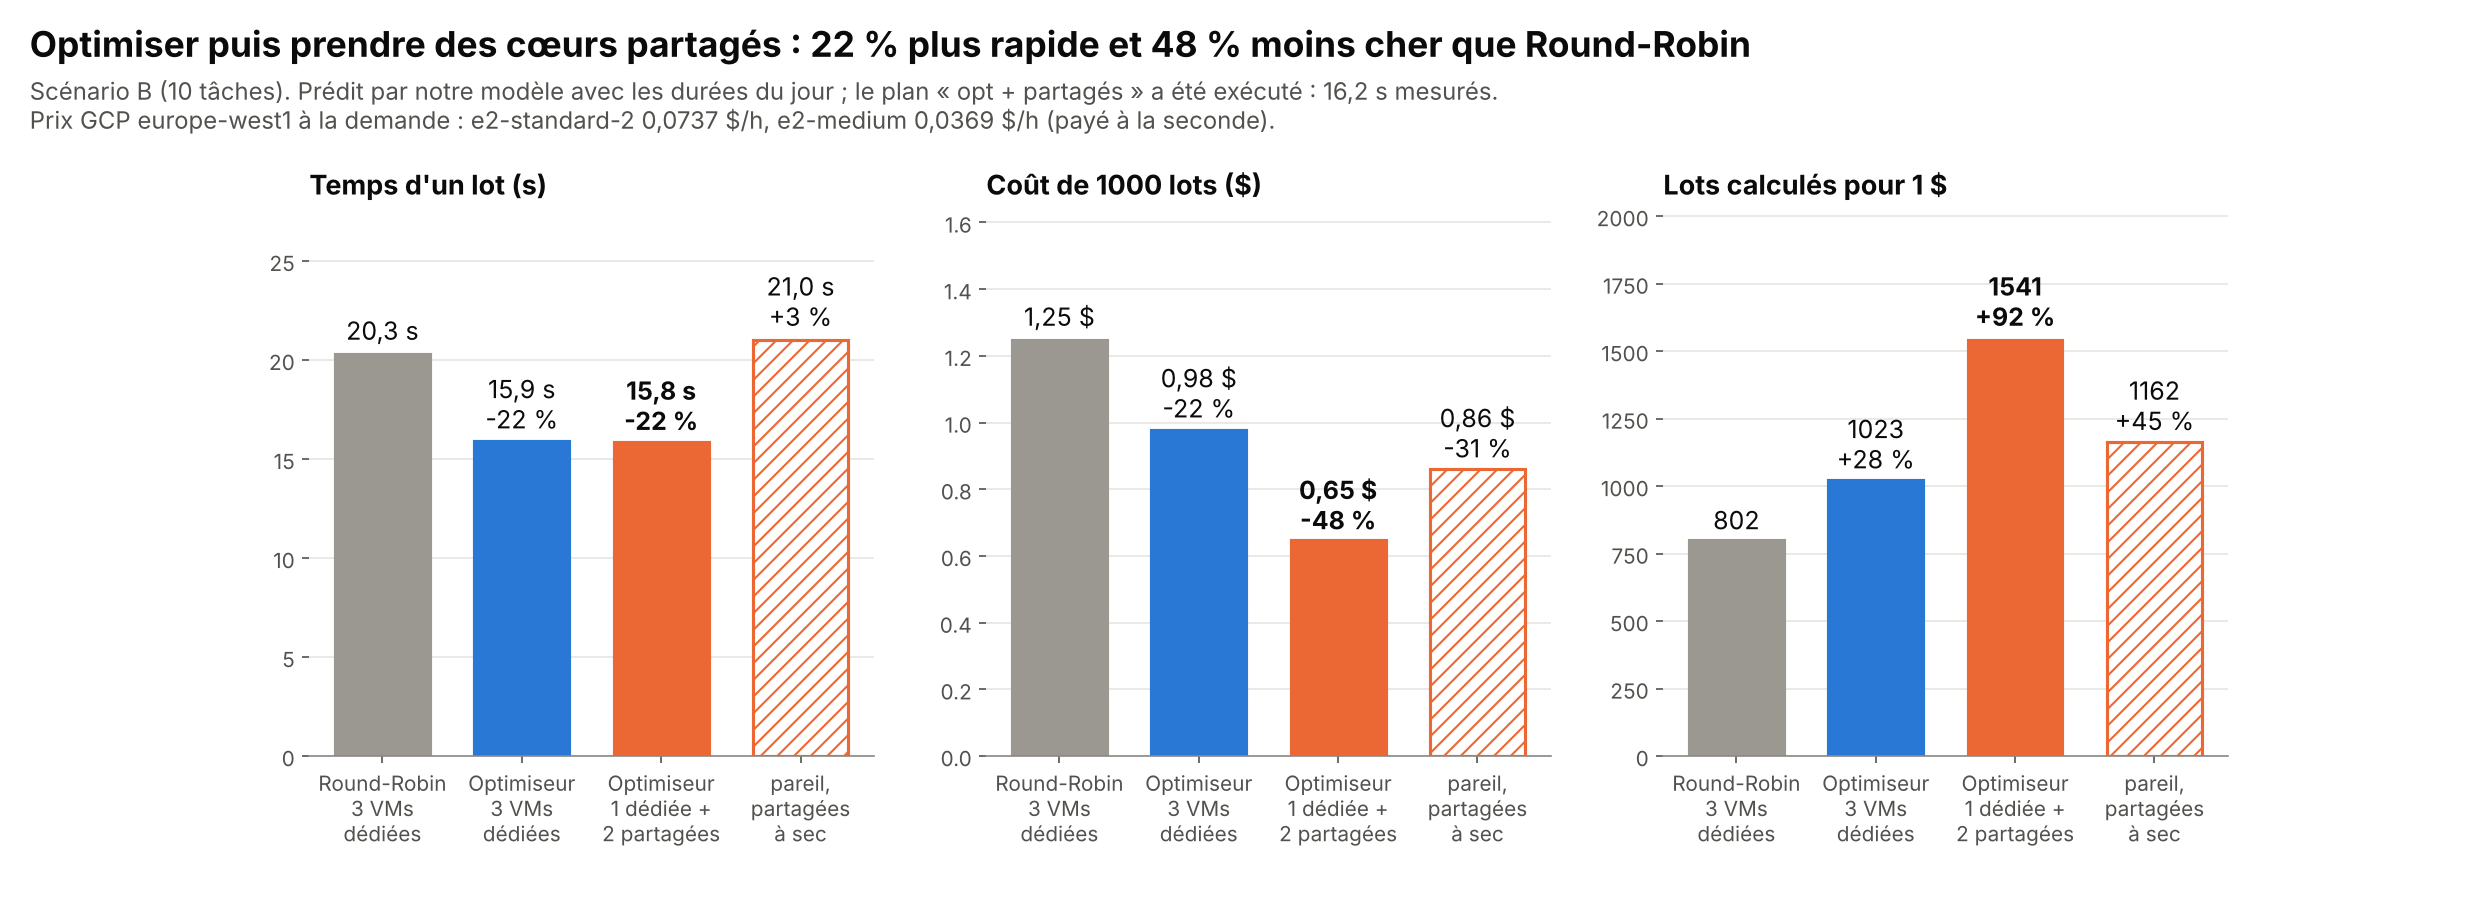 Optimiser puis prendre des cœurs partagés : 22 % plus rapide et 48 % moins cher que Round-Robin
Scénario B (10 tâches). Prédit par notre modèle avec les durées du jour ; le plan « opt + partagés » a été exécuté : 16,2 s mesurés.
Prix GCP europe-west1 à la demande : e2-standard-2 0,0737 $/h, e2-medium 0,0369 $/h (payé à la seconde).
Temps d'un lot (s)
25
20
15
10
5
0
20,3 s
15,9 s
-22 %
15,8 s
-22 %
21,0 s
+3 %
Round-Robin
3 VMs
dédiées
Optimiseur
3 VMs
dédiées
Optimiseur
1 dédiée +
2 partagées
pareil,
partagées
à sec
Coût de 1000 lots ($)
1.6
1.4
1.2
1.0
0.8
0.6
0.4
0.2
0.0
1,25 $
0,98 $
-22 %
0,65 $
-48 %
0,86 $
-31 %
Round-Robin
3 VMs
dédiées
Optimiseur
3 VMs
dédiées
Optimiseur
1 dédiée +
2 partagées
pareil,
partagées
à sec
Lots calculés pour 1 $
2000
1750
1500
1250
1000
750
500
250
0
802
1023
+28 %
1541
+92 %
1162
+45 %
Round-Robin
3 VMs
dédiées
Optimiseur
3 VMs
dédiées
Optimiseur
1 dédiée +
2 partagées
pareil,
partagées
à sec